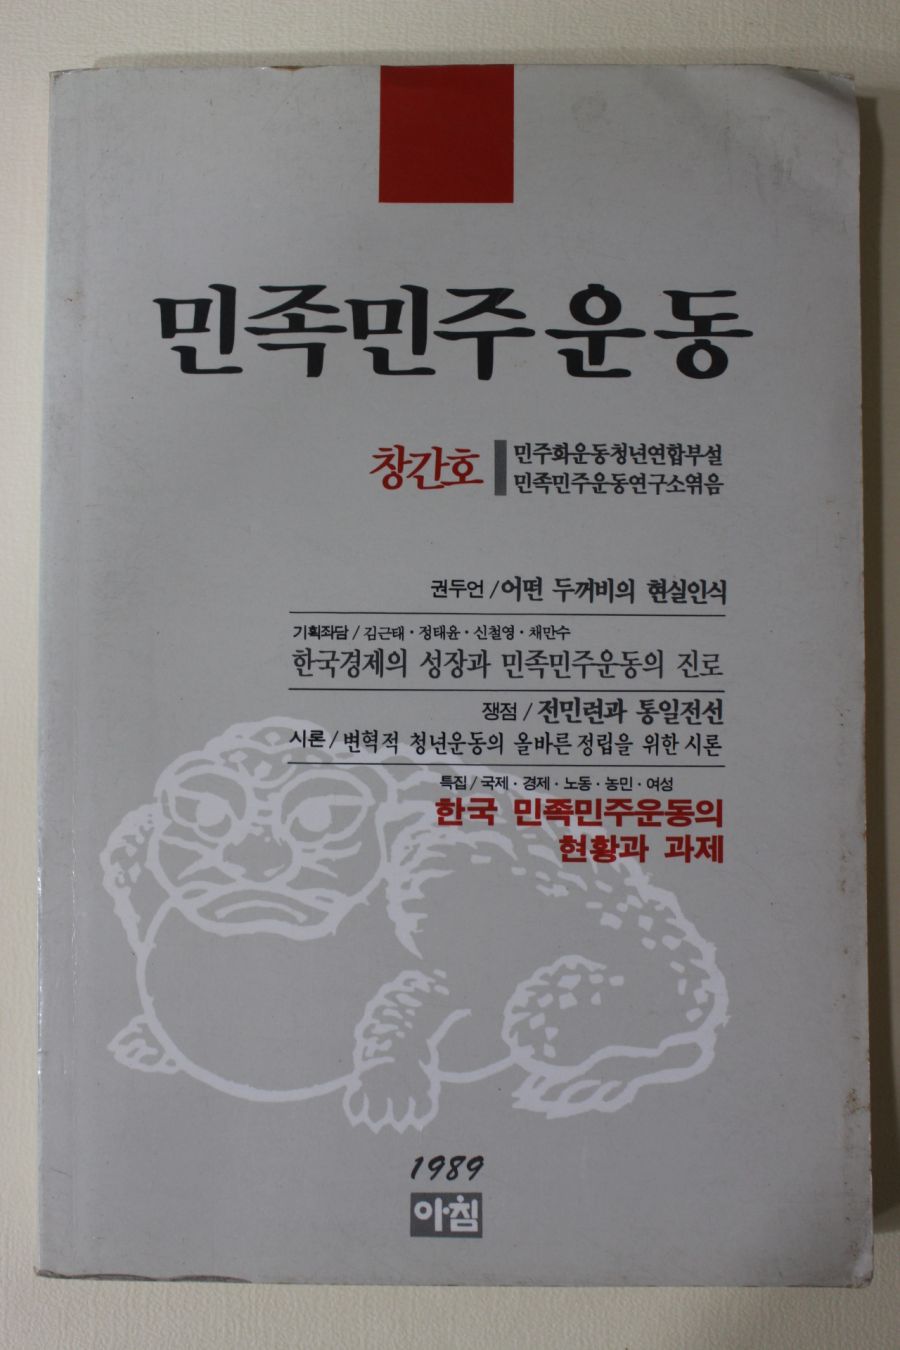 민족민주운동
창간호
민주화운동청년연합부설
민족민주운동연구소엮음
권두언 / 어떤 두꺼비의 현실인식
기획좌담 / 김근태 · 정태윤 · 신철영 · 채만수
한국경제의 성장과 민족민주운동의 진로
쟁점 / 전민련과 통일전선
시론 / 변혁적 청년운동의 올바른 정립을 위한 시론
특집 / 국제 · 경제 · 노동 · 농민 · 여성
한국 민족민주운동의
현황과 과제
1989
아침